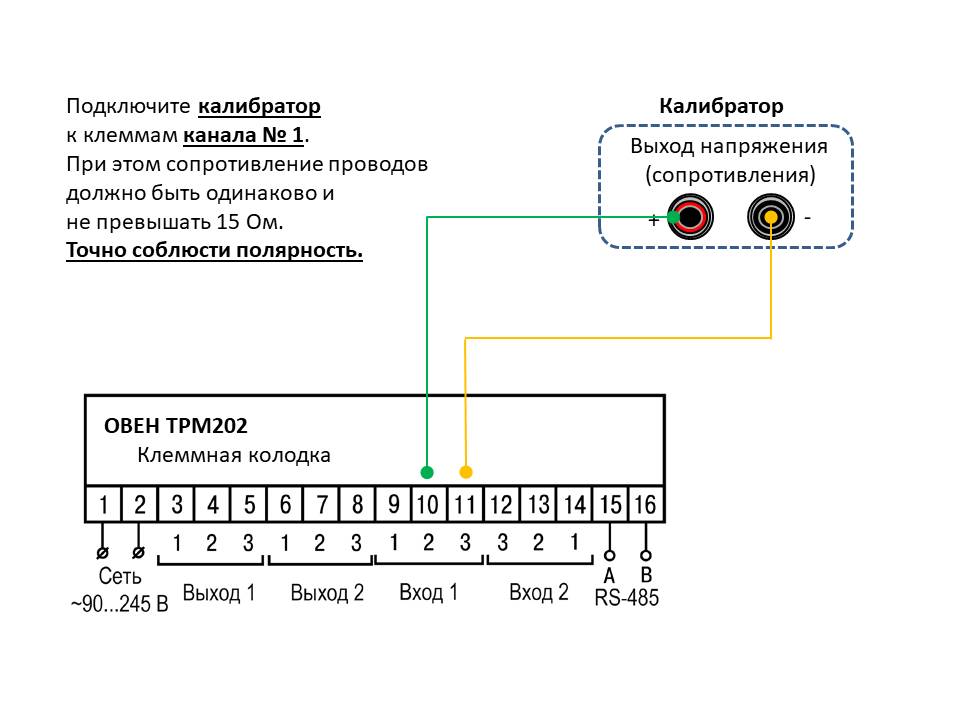 Подключите калибратор
к клеммам канала № 1.
При этом сопротивление проводов
должно быть одинаково и
не превышать 15 Ом.
Точно соблюсти полярность.
Калибратор
Выход напряжения
(сопротивления)
+ -
ОВЕН ТРМ202
Клеммная колодка
1 2 3 4 5 6 7 8 9 10 11 12 13 14 15 16
1 2 3 1 2 3 1 2 3 3 2 1
Сеть
~90...245 В
Выход 1 Выход 2 Вход 1 Вход 2
A B
RS-485